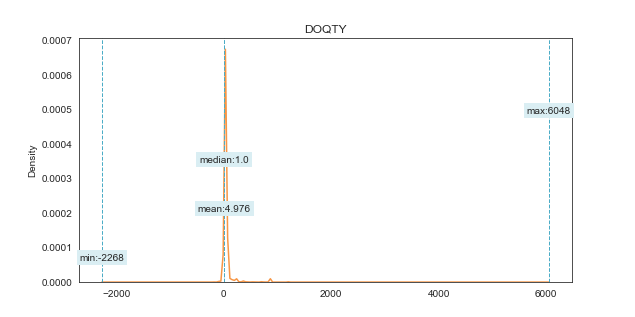 DOQTY
0.0007
0.0006
0.0005
0.0004
0.0003
0.0002
0.0001
0.0000
Density
max:6048
median:1.0
mean:4.976
min:-2268
−2000
0
2000
4000
6000